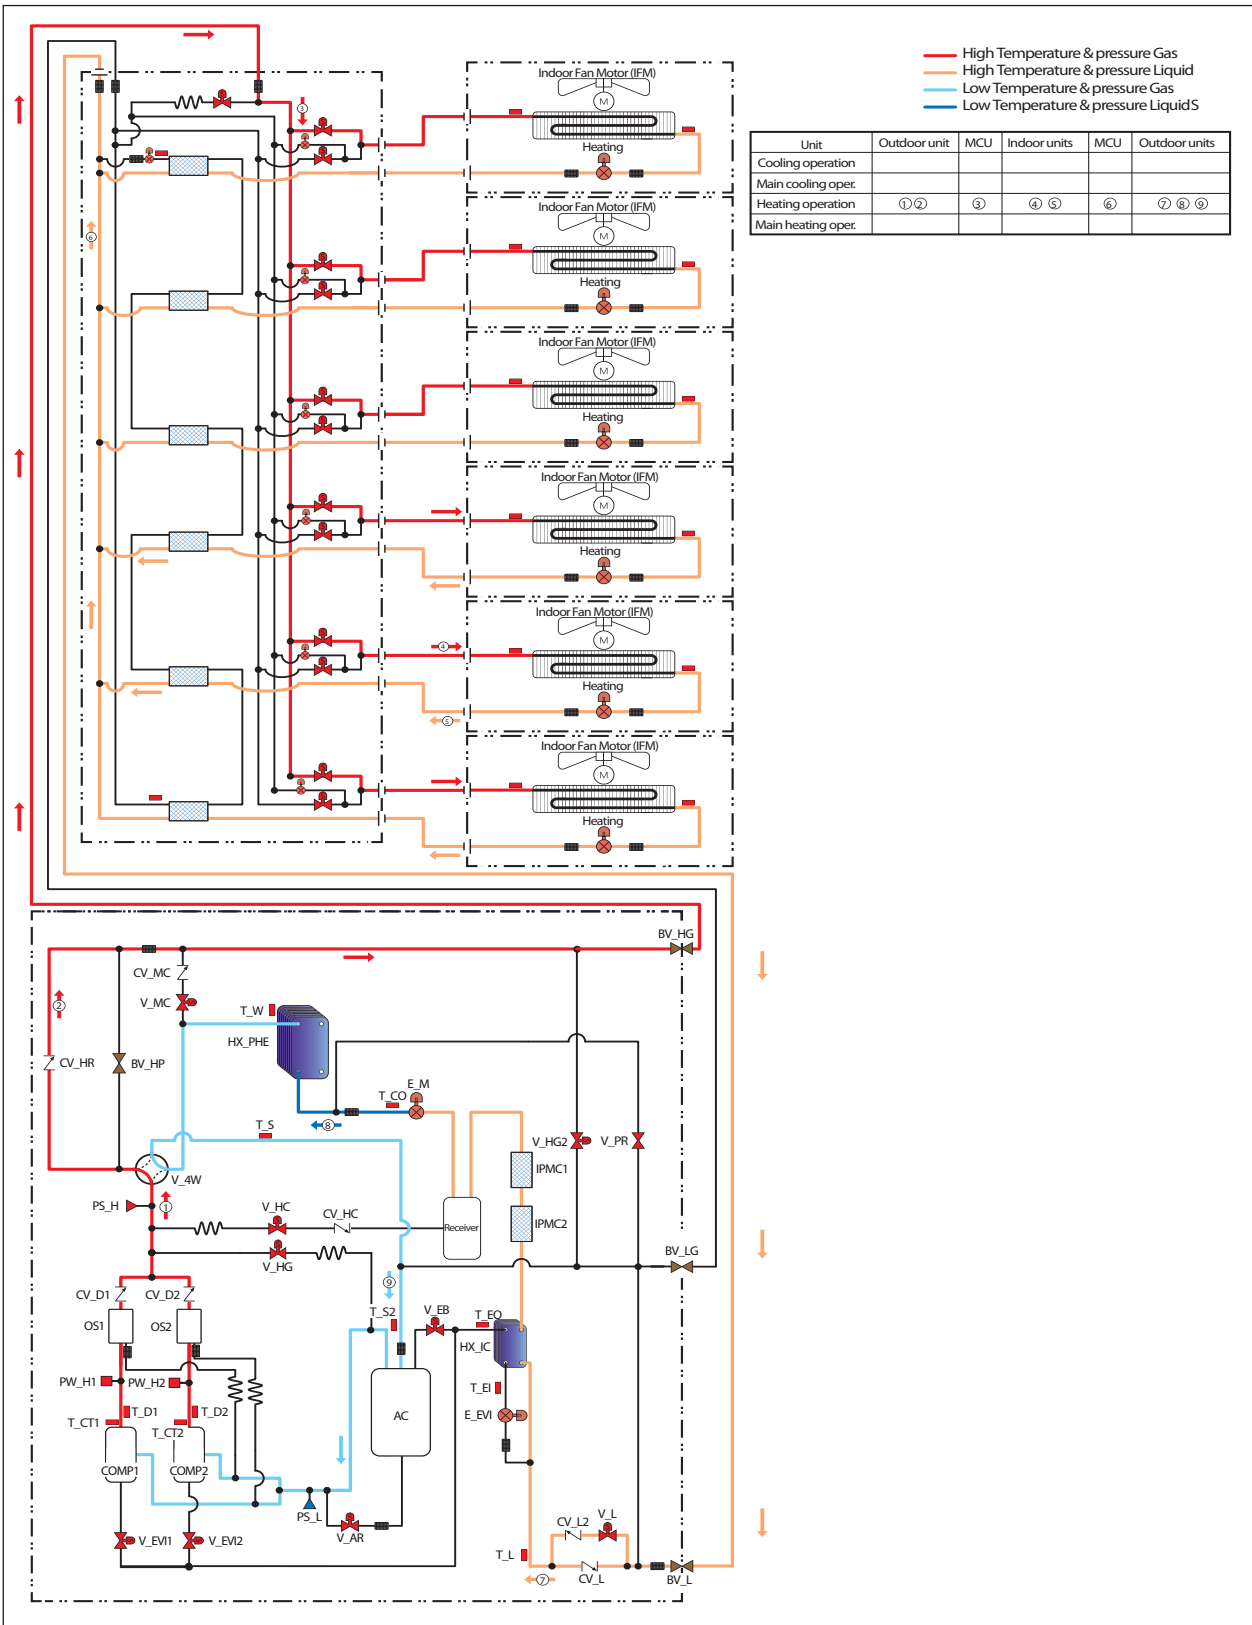 High Temperature & pressure Gas
High Temperature & pressure Liquid
Low Temperature & pressure Gas
Low Temperature & pressure LiquidS
Unit Outdoor unit MCU Indoor units MCU Outdoor units
Cooling operation
Main cooling oper.
Heating operation ① ② ③ ④ ⑤ ⑥ ⑦ ⑧ ⑨
Main heating oper.
Indoor Fan Motor (IFM)
M
③
Heating
Indoor Fan Motor (IFM)
M
⑥
Heating
Indoor Fan Motor (IFM)
M
Heating
Indoor Fan Motor (IFM)
M
Heating
Indoor Fan Motor (IFM)
M
④
Heating
⑤
Indoor Fan Motor (IFM)
M
Heating
BV_HG
CV_MC
②
V_MC
T_W
HX_PHE
CV_HR
BV_HP
E_M
T_CO
⑧
T_S
V_HG2
V_PR
V_4W
IPMC1
PS_H
①
V_HC
CV_HC
Receiver
IPMC2
V_HG
BV_LG
⑨
CV_D1
CV_D2
T_S2
V_EB
T_EO
OS1
OS2
HX_IC
PW_H1
PW_H2
T_EI
T_D1
T_D2
T_CT1
T_CT2
AC
E_EVI
COMP1
COMP2
PS_L
V_EVI1
V_EVI2
V_AR
CV_L2
V_L
T_L
⑦
CV_L
BV_L